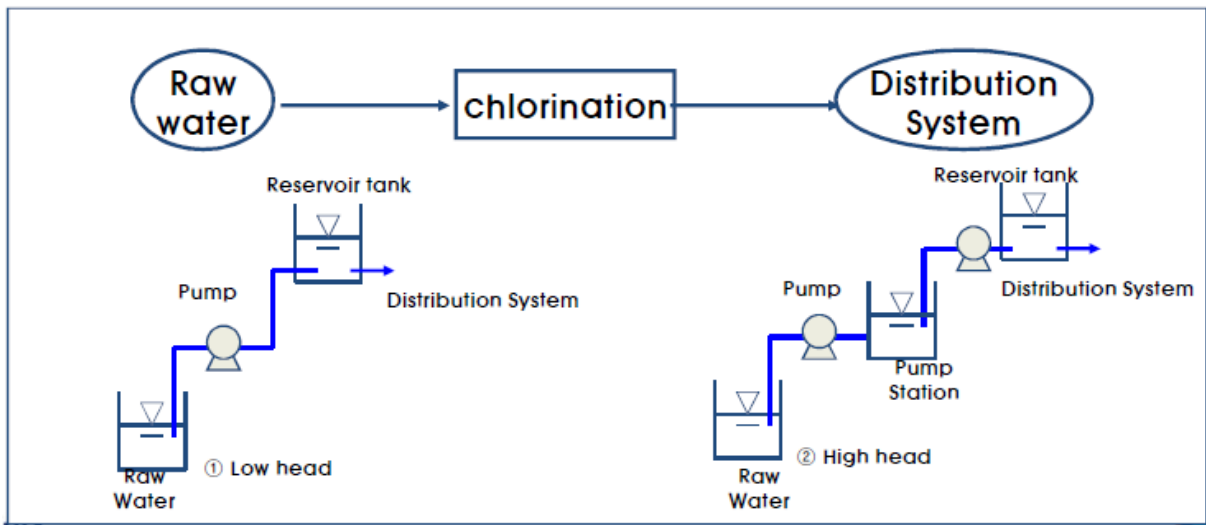 Raw
water
chlorination
Distribution
System
Reservoir tank
Pump
Distribution System
Raw
Water
① Low head
Reservoir tank
Pump
Distribution System
Pump
Station
Raw
Water
② High head